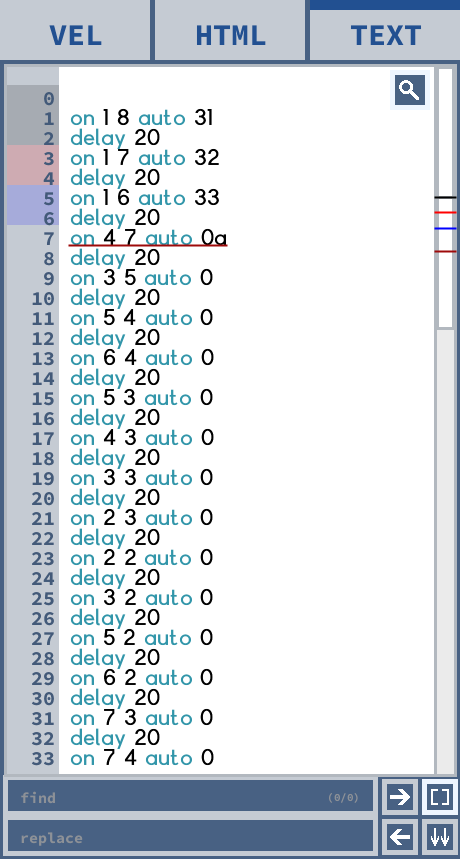 VEL HTML TEXT
0
1 on 1 8 auto 31
2 delay 20
3 on 1 7 auto 32
4 delay 20
5 on 1 6 auto 33
6 delay 20
7 on 4 7 auto 0a
8 delay 20
9 on 3 5 auto 0
10 delay 20
11 on 5 4 auto 0
12 delay 20
13 on 6 4 auto 0
14 delay 20
15 on 5 3 auto 0
16 delay 20
17 on 4 3 auto 0
18 delay 20
19 on 3 3 auto 0
20 delay 20
21 on 2 3 auto 0
22 delay 20
23 on 2 2 auto 0
24 delay 20
25 on 3 2 auto 0
26 delay 20
27 on 5 2 auto 0
28 delay 20
29 on 6 2 auto 0
30 delay 20
31 on 7 3 auto 0
32 delay 20
33 on 7 4 auto 0
find (0/0)
replace